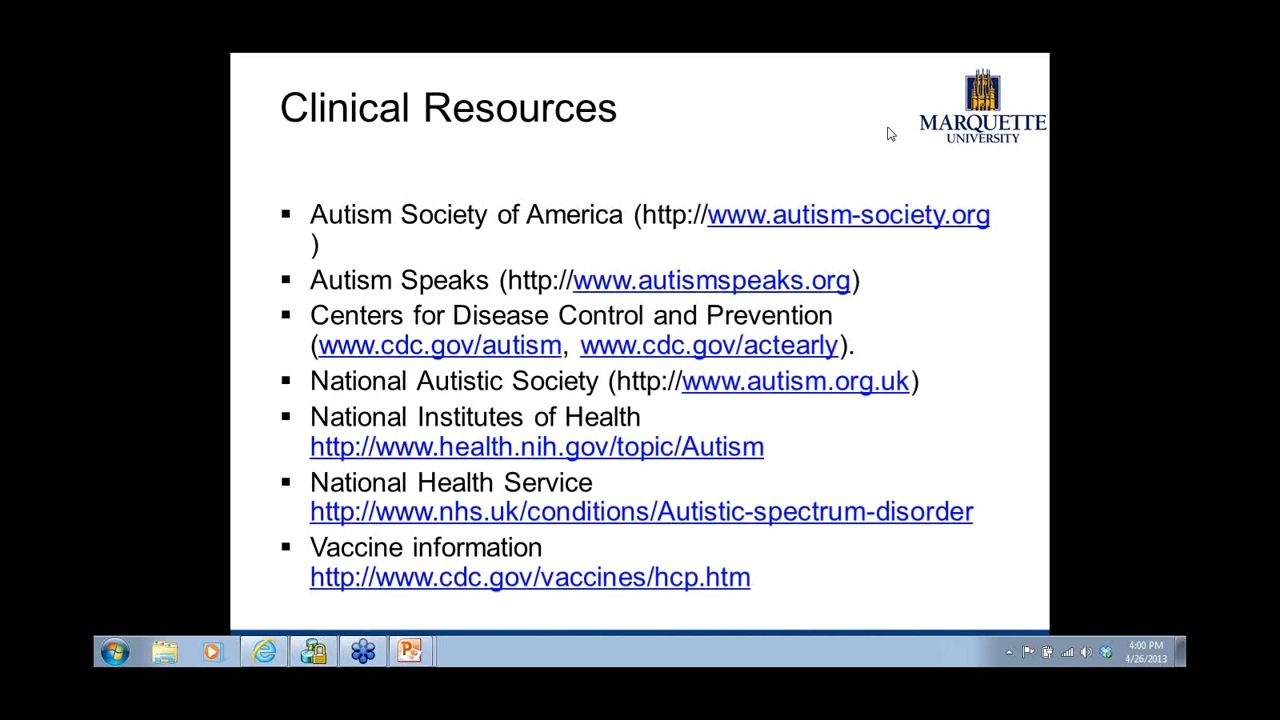 Clinical Resources
MARQUETTE
UNIVERSITY
▪ Autism Society of America (http://www.autism-society.org
)
▪ Autism Speaks (http://www.autismspeaks.org)
▪ Centers for Disease Control and Prevention
(www.cdc.gov/autism, www.cdc.gov/actearly).
▪ National Autistic Society (http://www.autism.org.uk)
▪ National Institutes of Health
http://www.health.nih.gov/topic/Autism
▪ National Health Service
http://www.nhs.uk/conditions/Autistic-spectrum-disorder
▪ Vaccine information
http://www.cdc.gov/vaccines/hcp.htm
4:00 PM
4/26/2013